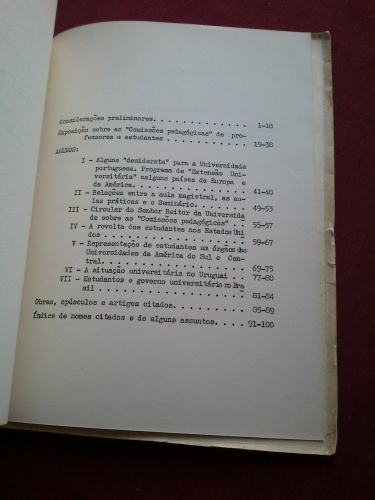 Considerações preliminares. . . . . . . . . . . . 1-18
Exposição sobre as "Comissões pedagógicas" de pro-
fessores e estudantes . . . . . . . . . . . . 19-38
ADENDOS:
I - Alguns "desiderata" para a Universidade
portuguesa. Programa de "Extensão Uni-
versitária" nalguns países da Europa e
da América. . . . . . . . . . . . . . . 41-48
II - Relações entre a aula magistral, as au-
las práticas e o Seminário. . . . . . . 49-53
III - Circular do Senhor Reitor da Universida
de sobre as "Comissões pedagógicas" . . 55-57
IV - A revolta dos estudantes nos Estados Uni
dos . . . . . . . . . . . . . . . . . . 59-67
V - Representação de estudantes em órgãos das
Universidades da América do Sul e Cen-
tral. . . . . . . . . . . . . . . . . . 69-75
VI - A situação universitária no Uruguai . . 77-80
VII - Estudantes e governo universitário no Bra
sil . . . . . . . . . . . . . . . . . . 81-84
Obras, opúsculos e artigos citados. . . . . . . . . 85-89
Índice de nomes citados e de alguns assuntos. . . . 91-100